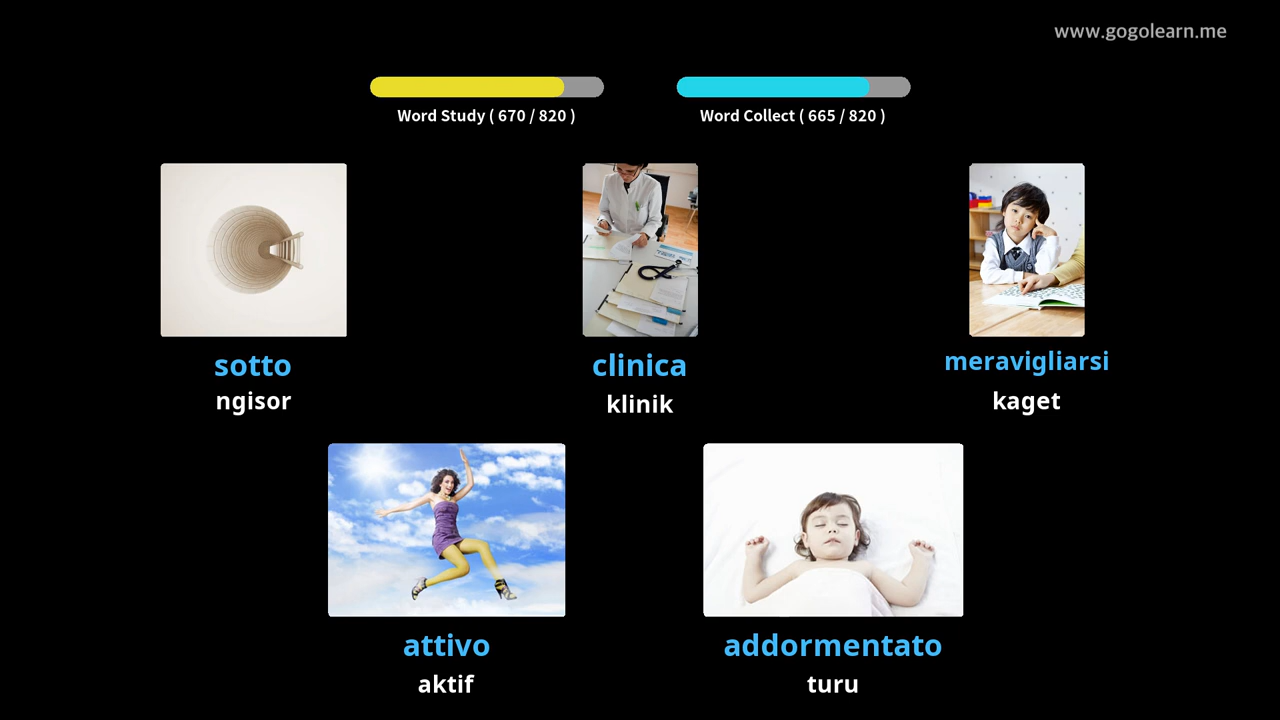 www.gogolearn.me
Word Study ( 670 / 820 )
Word Collect ( 665 / 820 )
sotto
ngisor
clinica
klinik
meravigliarsi
kaget
attivo
aktif
addormentato
turu